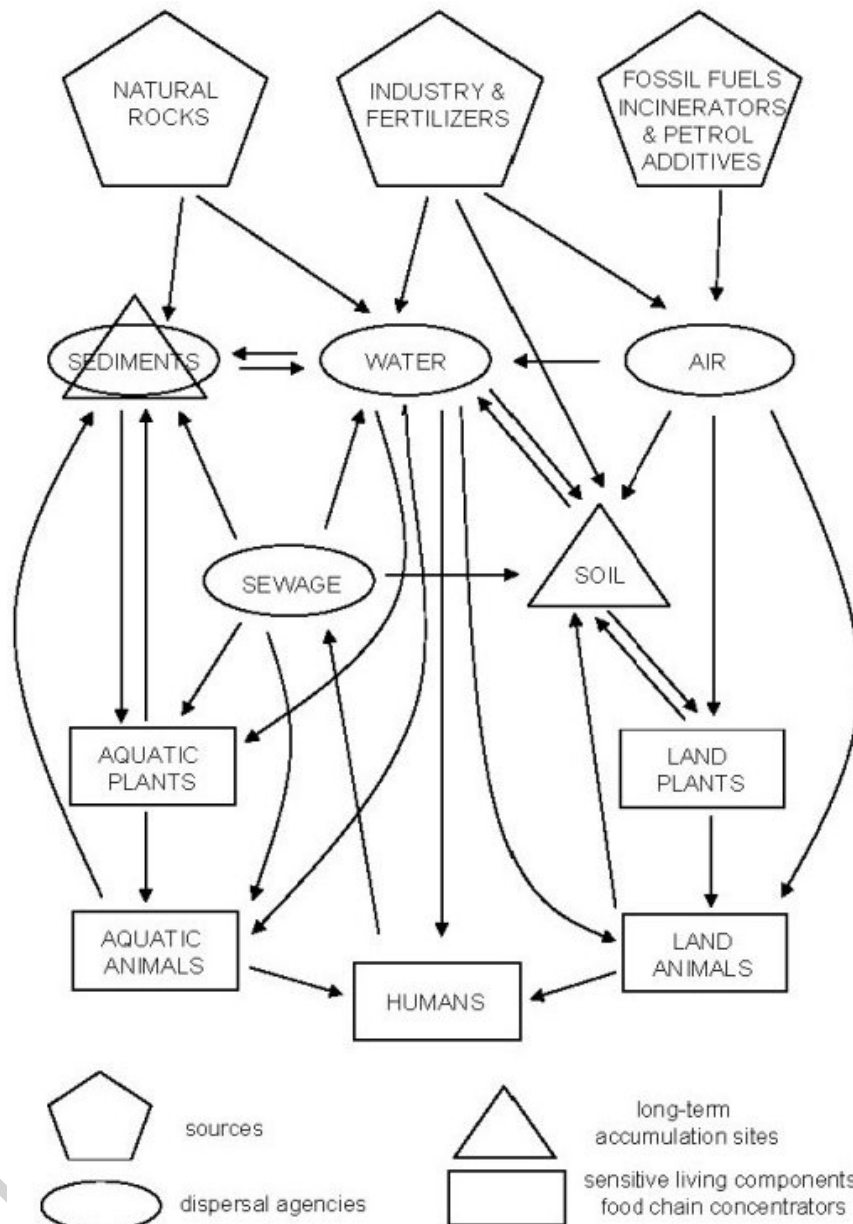 NATURAL
ROCKS
INDUSTRY &
FERTILIZERS
FOSSIL FUELS
INCINERATORS
& PETROL
ADDITIVES
SEDIMENTS
WATER
AIR
SEWAGE
SOIL
AQUATIC
PLANTS
LAND
PLANTS
AQUATIC
ANIMALS
HUMANS
LAND
ANIMALS
sources
long-term
accumulation sites
dispersal agencies
sensitive living components
food chain concentrators